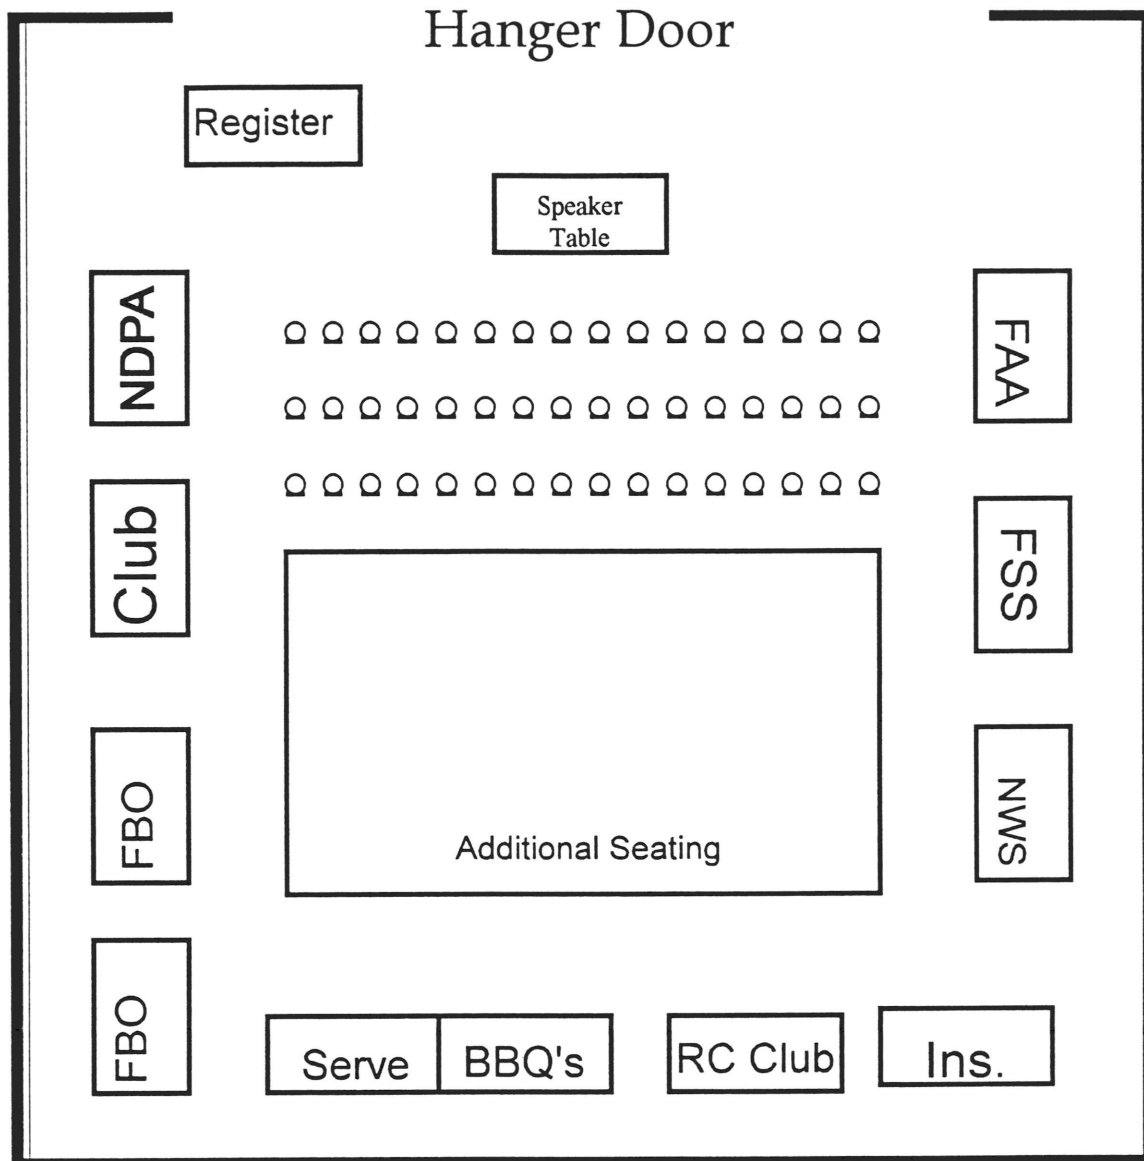 Hanger Door
Register
Speaker
Table
NDPA
FAA
Club
FSS
FBO
NWS
Additional Seating
FBO
Serve
BBQ's
RC Club
Ins.